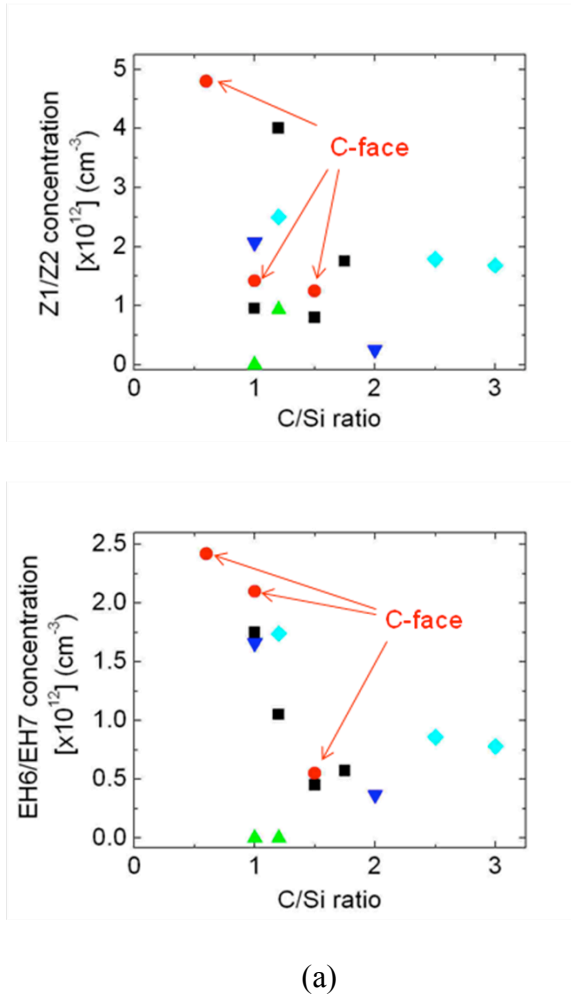 5
4
3
2
1
0
Z1/Z2 concentration
[x10¹²] (cm⁻³)
C-face
0 1 2 3
C/Si ratio
2.5
2.0
1.5
1.0
0.5
0.0
EH6/EH7 concentration
[x10¹²] (cm⁻³)
C-face
0 1 2 3
C/Si ratio
(a)